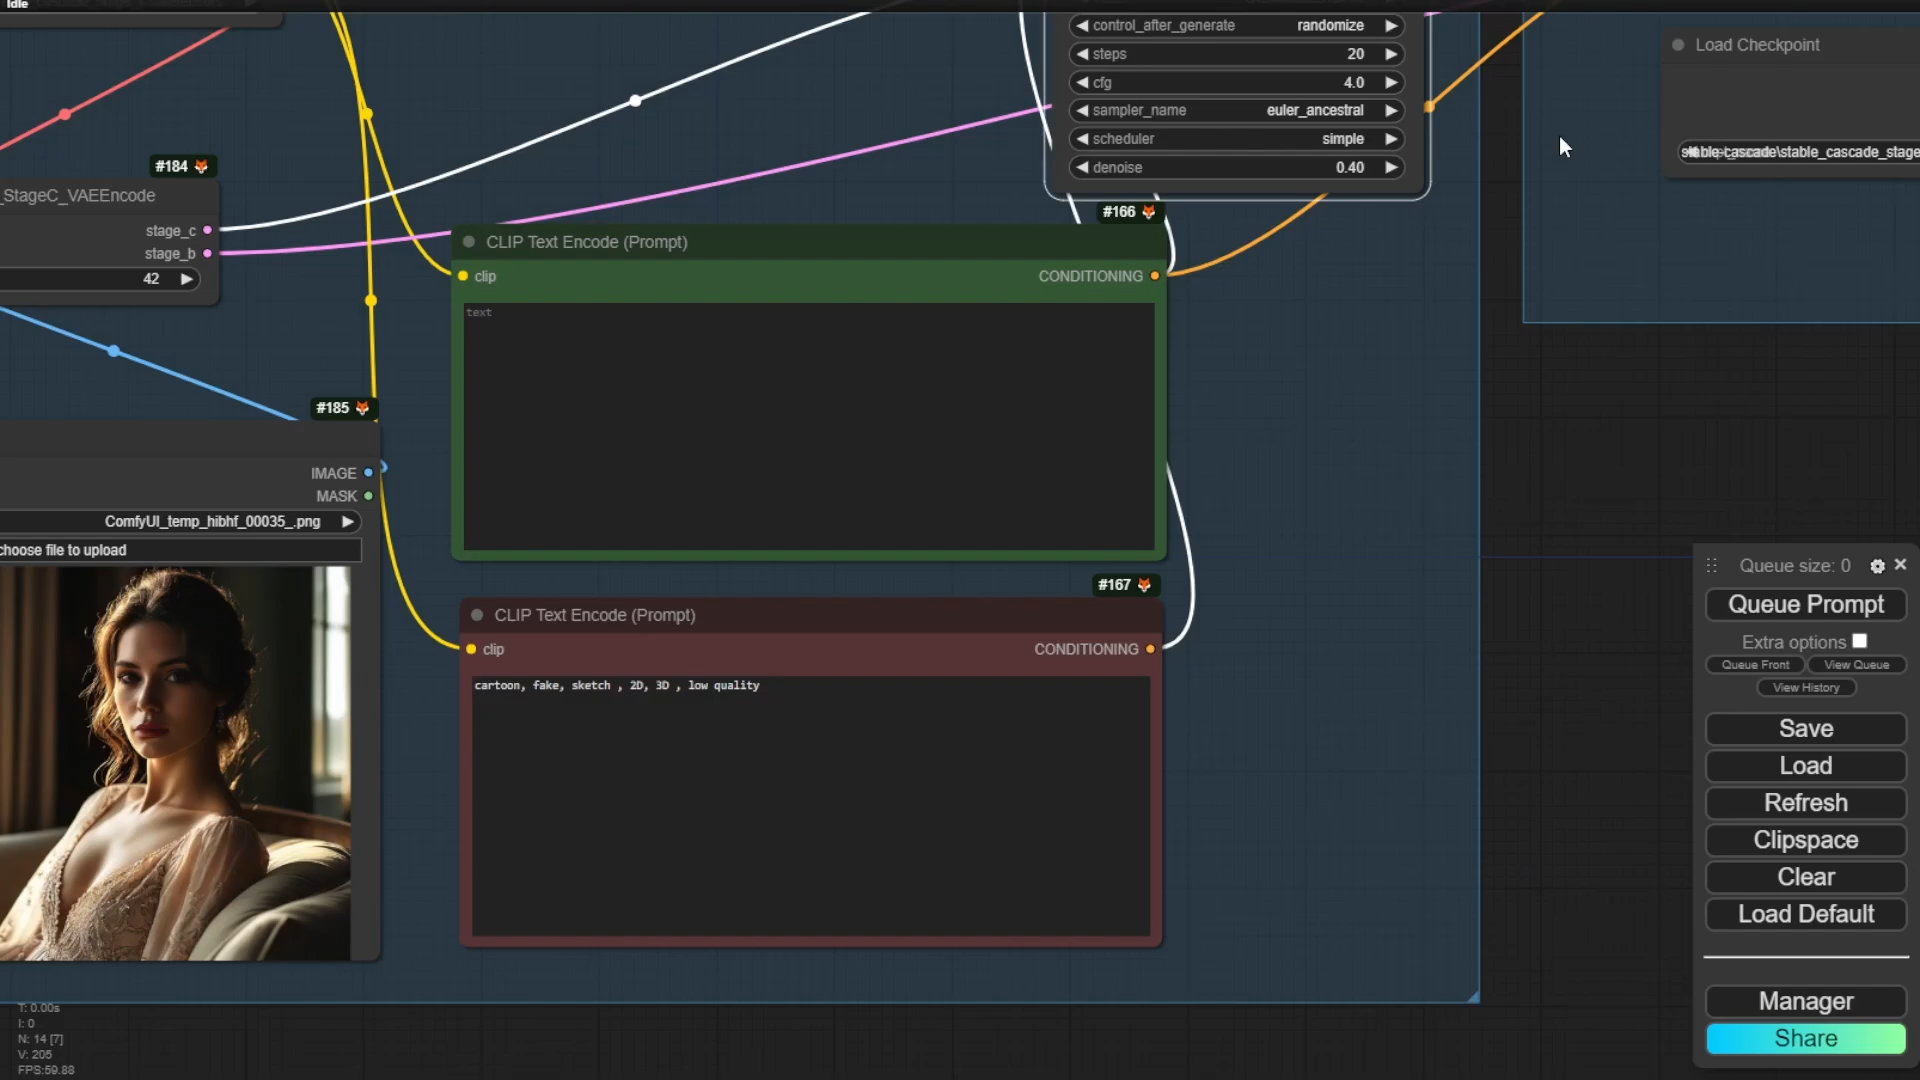 Idle
control_after_generate randomize
steps 20
cfg 4.0
sampler_name euler_ancestral
scheduler simple
denoise 0.40
Load Checkpoint
stable-cascade\stable_cascade_stage
#184
_StageC_VAEEncode
stage_c
stage_b
42
#166
CLIP Text Encode (Prompt)
clip CONDITIONING
text
#185
IMAGE
MASK
ComfyUI_temp_hibhf_00035_.png
choose file to upload
#167
CLIP Text Encode (Prompt)
clip CONDITIONING
cartoon, fake, sketch , 2D, 3D , low quality
Queue size: 0
Queue Prompt
Extra options
Queue Front View Queue
View History
Save
Load
Refresh
Clipspace
Clear
Load Default
Manager
Share
T: 0.00s
I: 0
N: 14 [7]
V: 205
FPS:59.88